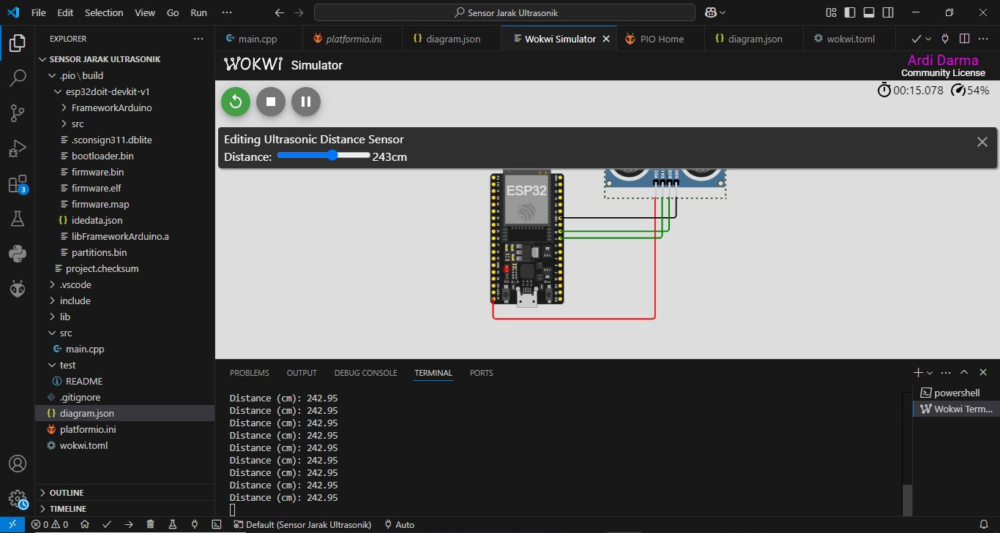 File Edit Selection View Go Run ··· Sensor Jarak Ultrasonik
EXPLORER
SENSOR JARAK ULTRASONIK
.pio \ build
esp32doit-devkit-v1
FrameworkArduino
src
.sconsign311.dblite
bootloader.bin
firmware.bin
firmware.elf
firmware.map
{} idedata.json
libFrameworkArduino.a
partitions.bin
project.checksum
.vscode
include
lib
src
main.cpp
test
README
.gitignore
{} diagram.json
platformio.ini
wokwi.toml
OUTLINE
TIMELINE
3
main.cpp platformio.ini {} diagram.json Wokwi Simulator PIO Home {} diagram.json wokwi.toml
WOKWI Simulator
Ardi Darma
Community License
00:15.078 54%
Editing Ultrasonic Distance Sensor
Distance: 243cm
ESP32
PROBLEMS OUTPUT DEBUG CONSOLE TERMINAL PORTS
Distance (cm): 242.95
Distance (cm): 242.95
Distance (cm): 242.95
Distance (cm): 242.95
Distance (cm): 242.95
Distance (cm): 242.95
Distance (cm): 242.95
Distance (cm): 242.95
Distance (cm): 242.95
powershell
Wokwi Term...
0 0 Default (Sensor Jarak Ultrasonik) Auto